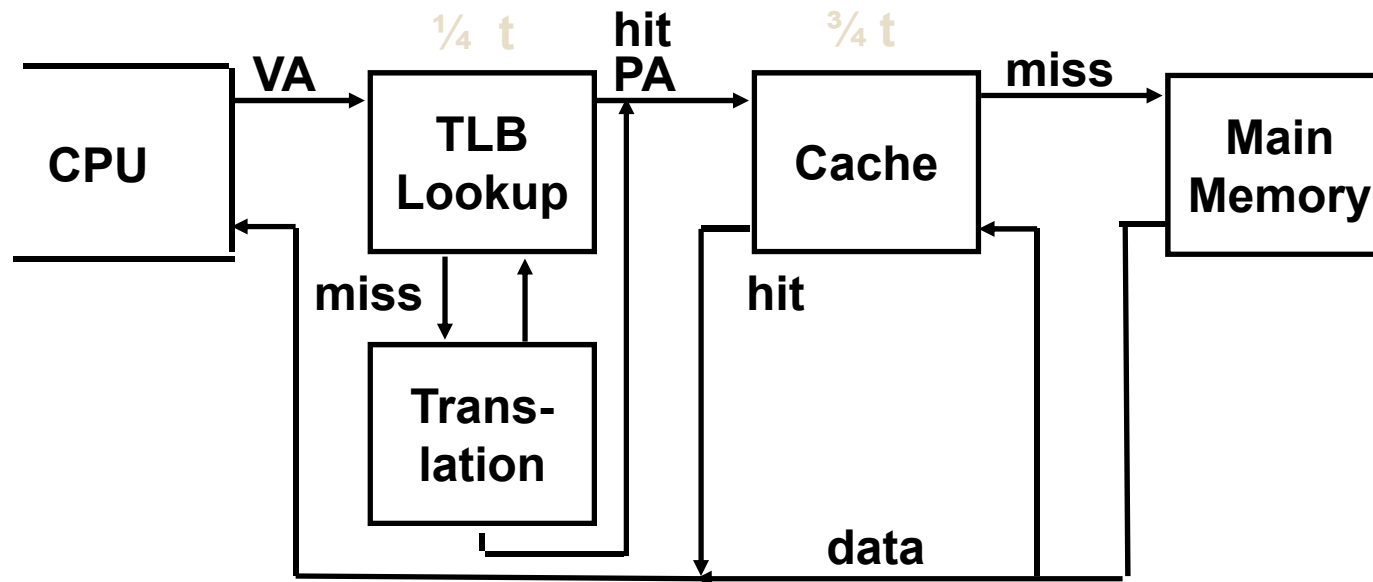 ¼ t
hit
¾ t
VA
PA
miss
CPU
TLB
Lookup
Cache
Main
Memory
miss
hit
Trans-
lation
data